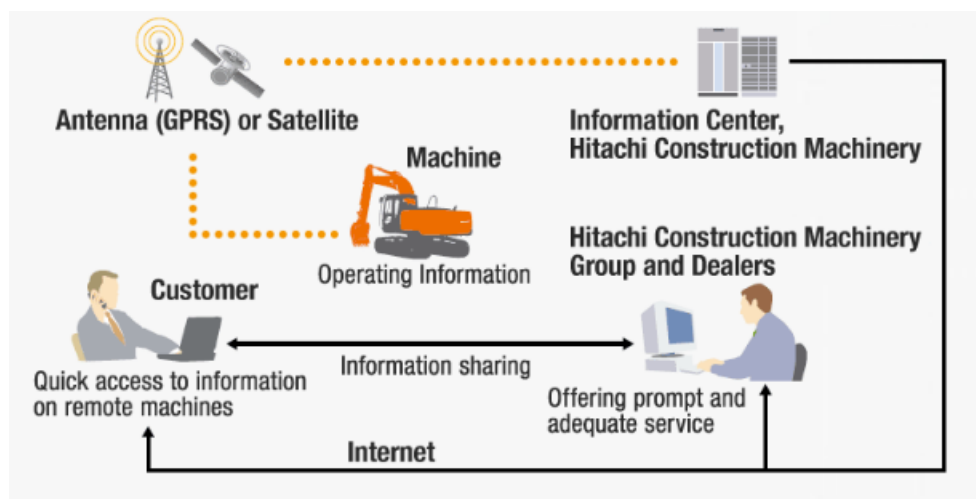 Antenna (GPRS) or Satellite
Information Center,
Hitachi Construction Machinery
Machine
Operating Information
Hitachi Construction Machinery
Group and Dealers
Customer
Information sharing
Quick access to information
on remote machines
Offering prompt and
adequate service
Internet